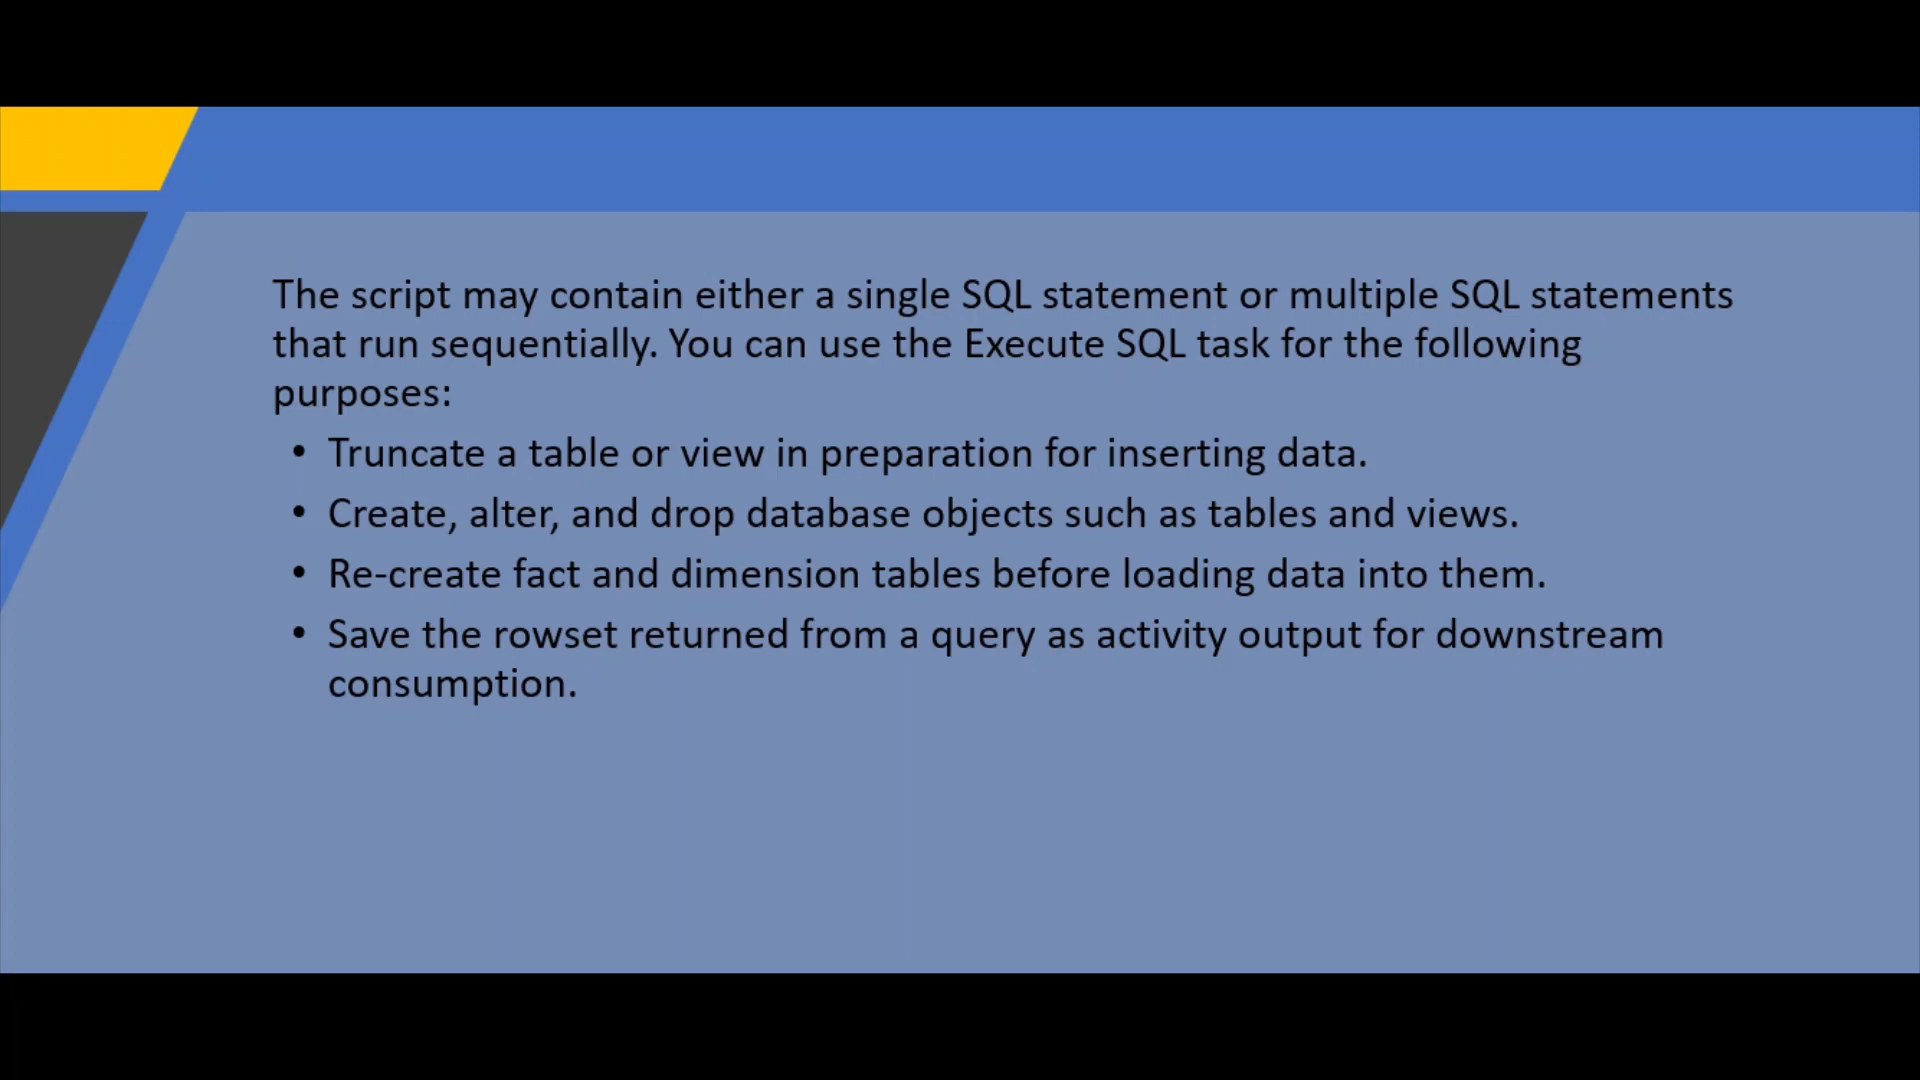 The script may contain either a single SQL statement or multiple SQL statements
that run sequentially. You can use the Execute SQL task for the following
purposes:
• Truncate a table or view in preparation for inserting data.
• Create, alter, and drop database objects such as tables and views.
• Re-create fact and dimension tables before loading data into them.
• Save the rowset returned from a query as activity output for downstream
consumption.